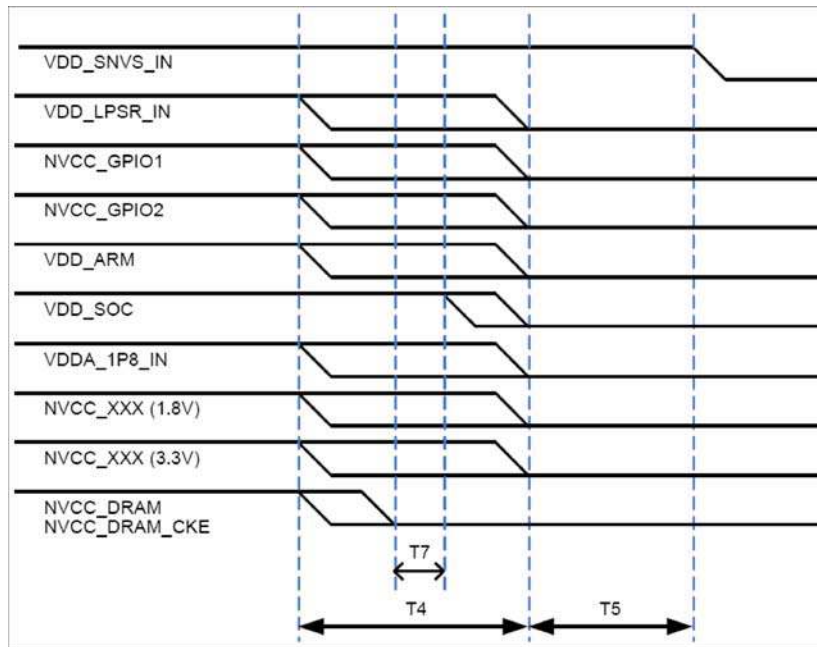 VDD_SNVS_IN
VDD_LPSR_IN
NVCC_GPIO1
NVCC_GPIO2
VDD_ARM
VDD_SOC
VDDA_1P8_IN
NVCC_XXX (1.8V)
NVCC_XXX (3.3V)
NVCC_DRAM
NVCC_DRAM_CKE
T7
T4
T5